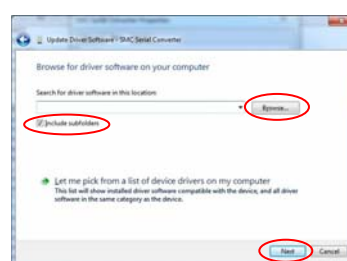 Update Driver Software - SMC Serial Converter
Browse for driver software on your computer
Search for driver software in this location:
Browse...
Include subfolders
Let me pick from a list of device drivers on my computer
This list will show installed driver software compatible with the device, and all driver
software in the same category as the device.
Next Cancel